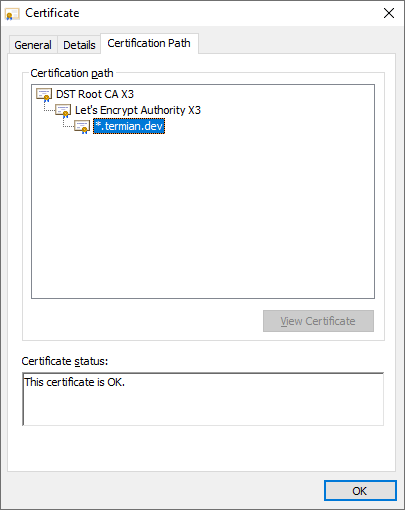 Certificate
General
Details
Certification Path
Certification path
DST Root CA X3
Let's Encrypt Authority X3
*.termian.dev
View Certificate
Certificate status:
This certificate is OK.
OK